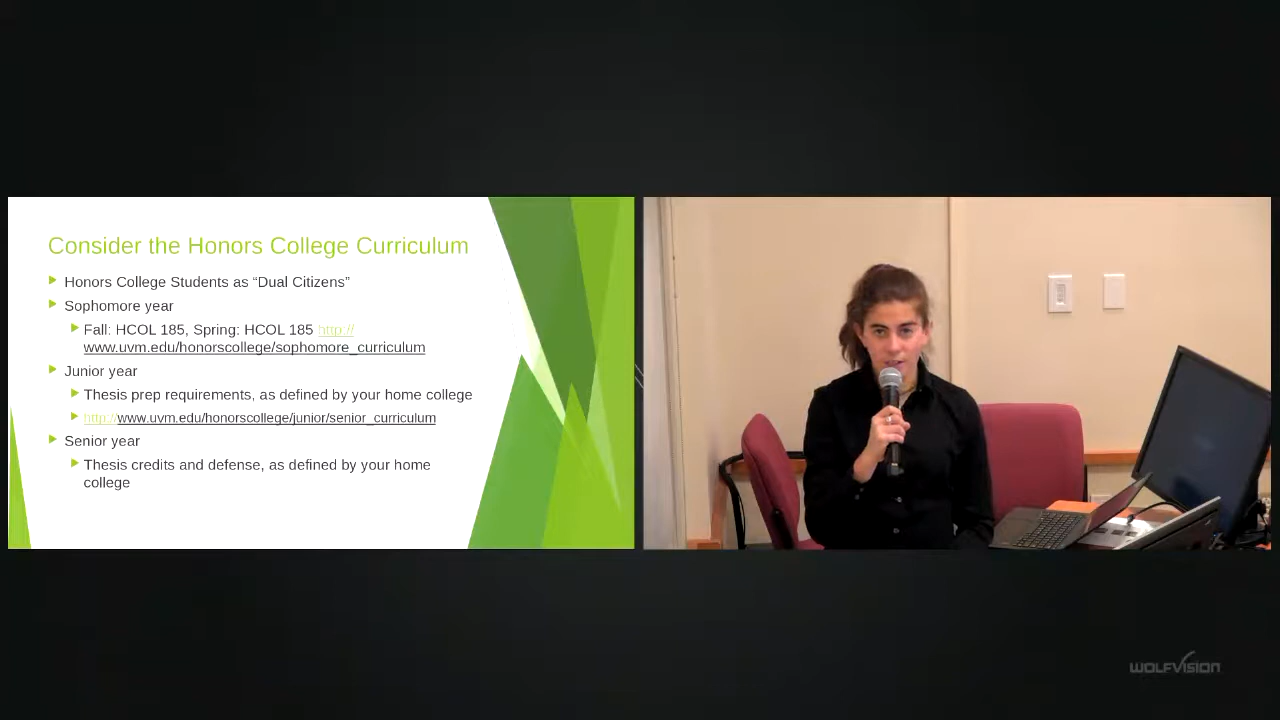 Consider the Honors College Curriculum
Honors College Students as “Dual Citizens”
Sophomore year
Fall: HCOL 185, Spring: HCOL 185 http://
www.uvm.edu/honorscollege/sophomore_curriculum
Junior year
Thesis prep requirements, as defined by your home college
http://www.uvm.edu/honorscollege/junior/senior_curriculum
Senior year
Thesis credits and defense, as defined by your home
college
WOLFVISION